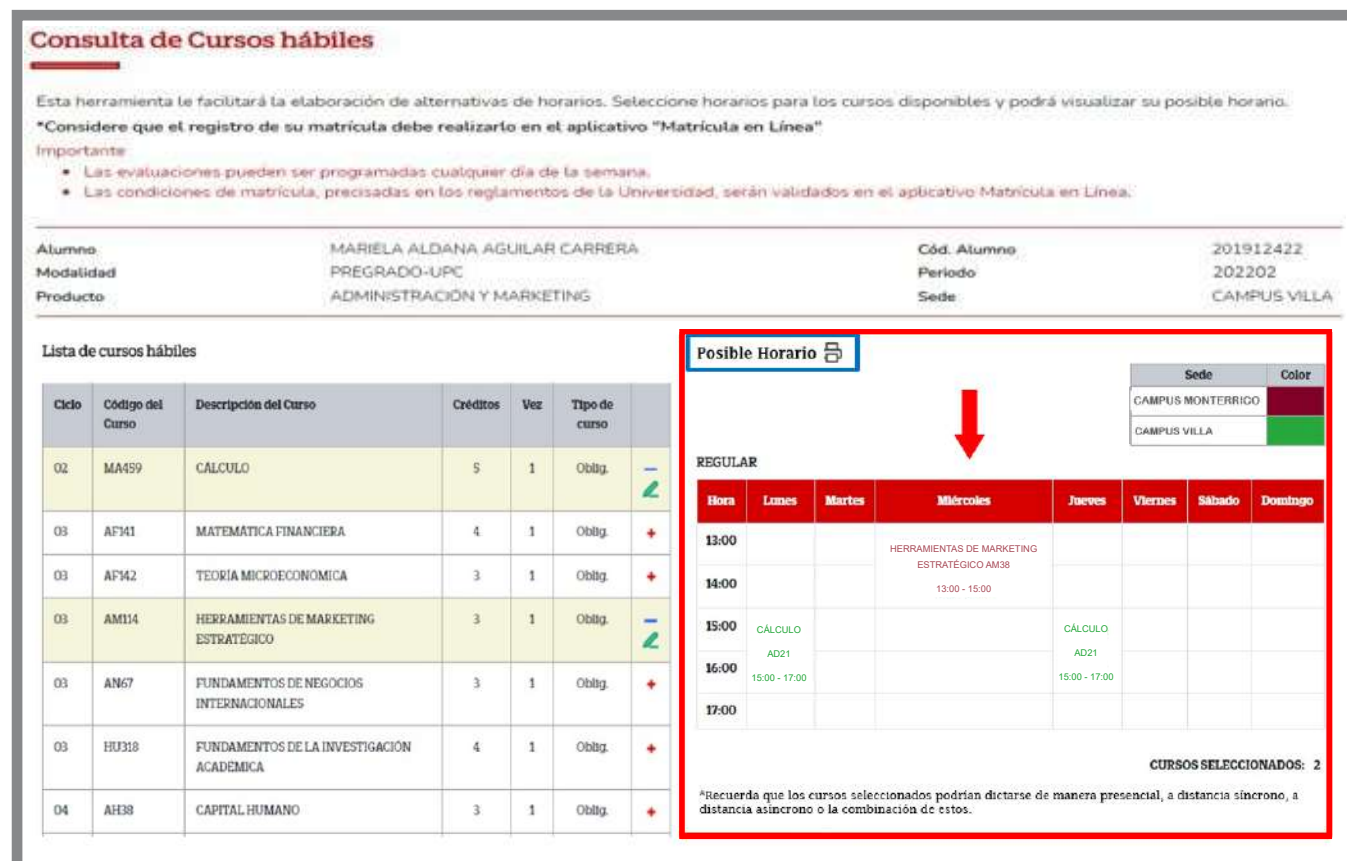 Consulta de Cursos hábiles
Esta herramienta le facilitará la elaboración de alternativas de horarios. Seleccione horarios para los cursos disponibles y podrá visualizar su posible horario.
*Considere que el registro de su matrícula debe realizarlo en el aplicativo "Matrícula en Línea"
Importante
• Las evaluaciones pueden ser programadas cualquier día de la semana.
• Las condiciones de matrícula, precisadas en los reglamentos de la Universidad, serán validados en el aplicativo Matrícula en Línea.
Alumno MARIELA ALDANA AGUILAR CARRERA Cód. Alumno 201912422
Modalidad PREGRADO-UPC Periodo 202202
Producto ADMINISTRACIÓN Y MARKETING Sede CAMPUS VILLA
Lista de cursos hábiles
Ciclo Código del Curso Descripción del Curso Créditos Vez Tipo de curso
02 MA459 CÁLCULO 5 1 Oblig.
03 AF141 MATEMÁTICA FINANCIERA 4 1 Oblig. +
03 AF142 TEORÍA MICROECONÓMICA 3 1 Oblig. +
03 AM114 HERRAMIENTAS DE MARKETING
ESTRATÉGICO 3 1 Oblig.
03 AN67 FUNDAMENTOS DE NEGOCIOS
INTERNACIONALES 3 1 Oblig. +
03 HU318 FUNDAMENTOS DE LA INVESTIGACIÓN
ACADÉMICA 4 1 Oblig. +
04 AH38 CAPITAL HUMANO 3 1 Oblig. +
Posible Horario
Sede Color
CAMPUS MONTERRICO
CAMPUS VILLA
REGULAR
Hora Lunes Martes Miércoles Jueves Viernes Sábado Domingo
13:00
HERRAMIENTAS DE MARKETING
ESTRATÉGICO AM38
14:00 13:00 - 15:00
15:00 CÁLCULO CÁLCULO
AD21 AD21
16:00 15:00 - 17:00 15:00 - 17:00
17:00
CURSOS SELECCIONADOS: 2
*Recuerda que los cursos seleccionados podrían dictarse de manera presencial, a distancia síncrono, a
distancia asíncrono o la combinación de estos.